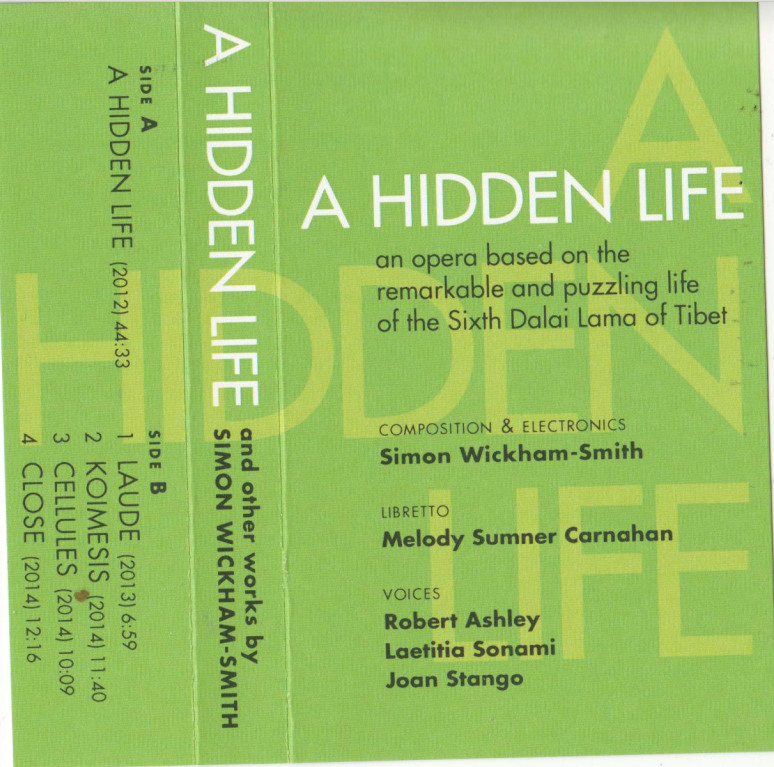 A HIDDEN LIFE
A
HIDDEN
LIFE
an opera based on the
remarkable and puzzling life
of the Sixth Dalai Lama of Tibet
COMPOSITION & ELECTRONICS
Simon Wickham-Smith
LIBRETTO
Melody Sumner Carnahan
VOICES
Robert Ashley
Laetitia Sonami
Joan Stango
A HIDDEN LIFE and other works by
SIMON WICKHAM-SMITH
SIDE A
A HIDDEN LIFE (2012) 44:33
SIDE B
1 LAUDE (2013) 6:59
2 KOIMESIS (2014) 11:40
3 CELLULES (2014) 10:09
4 CLOSE (2014) 12:16